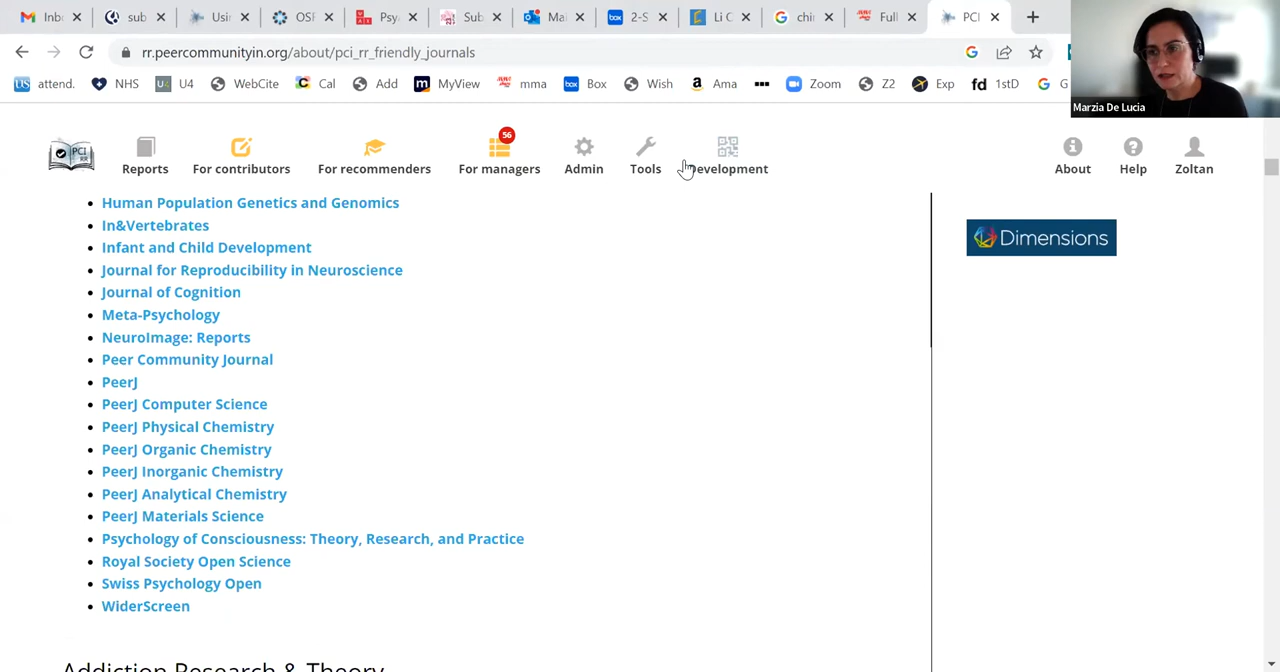 Inbo
sub
Usi
OSF
Psy
Sub
Mai
2-S
Li C
chi
Full
PCI
rr.peercommunityin.org/about/pci_rr_friendly_journals
attend.
NHS
U4
WebCite
Cal
Add
MyView
mma
Box
Wish
Ama
Zoom
Z2
Exp
1stD
G
Marzia De Lucia
PCI RR
56
Reports
For contributors
For recommenders
For managers
Admin
Tools
Development
About
Help
Zoltan
Human Population Genetics and Genomics
In&Vertebrates
Infant and Child Development
Journal for Reproducibility in Neuroscience
Journal of Cognition
Meta-Psychology
NeuroImage: Reports
Peer Community Journal
PeerJ
PeerJ Computer Science
PeerJ Physical Chemistry
PeerJ Organic Chemistry
PeerJ Inorganic Chemistry
PeerJ Analytical Chemistry
PeerJ Materials Science
Psychology of Consciousness: Theory, Research, and Practice
Royal Society Open Science
Swiss Psychology Open
WiderScreen
Dimensions
Addiction Research & Theory